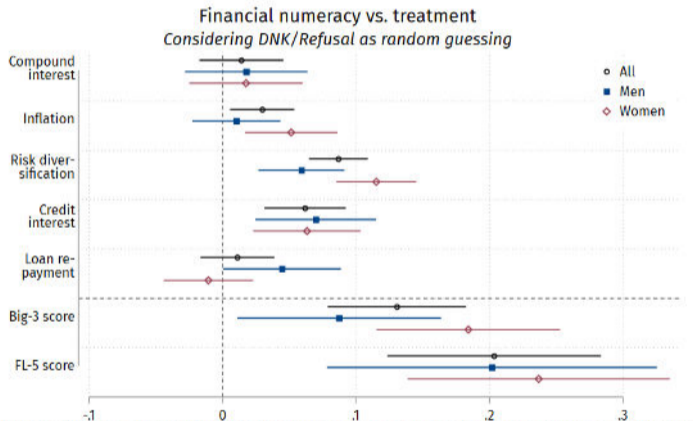 Financial numeracy vs. treatment
Considering DNK/Refusal as random guessing
Compound
interest
Inflation
Risk diver-
sification
Credit
interest
Loan re-
payment
Big-3 score
FL-5 score
All
Men
Women
-.1
0
.1
.2
.3